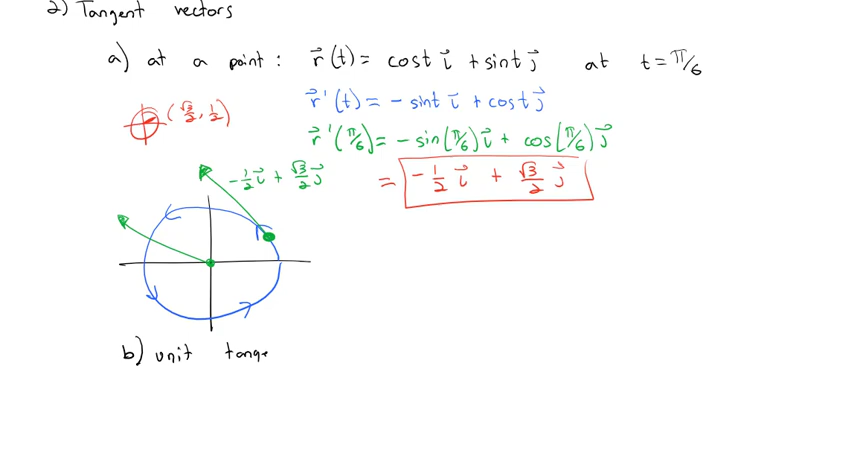 2) Tangent vectors
a) at a point: r⃗(t) = cost i⃗ + sint j⃗ at t = π/6
r⃗'(t) = - sint i⃗ + cost j⃗
(√3/2, 1/2)
r⃗'(π/6) = - sin(π/6) i⃗ + cos(π/6) j⃗
= -1/2 i⃗ + √3/2 j⃗
-1/2 i⃗ + √3/2 j⃗
b) unit tange